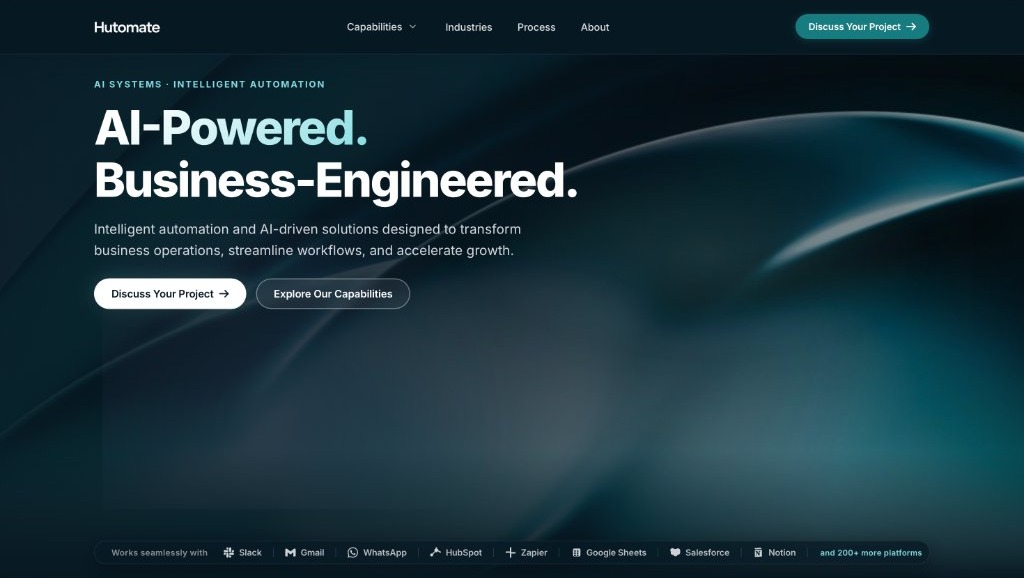 Hutomate
Capabilities
Industries
Process
About
Discuss Your Project →
AI SYSTEMS · INTELLIGENT AUTOMATION
AI-Powered.
Business-Engineered.
Intelligent automation and AI-driven solutions designed to transform
business operations, streamline workflows, and accelerate growth.
Discuss Your Project →
Explore Our Capabilities
Works seamlessly with
Slack
Gmail
WhatsApp
HubSpot
Zapier
Google Sheets
Salesforce
Notion
and 200+ more platforms